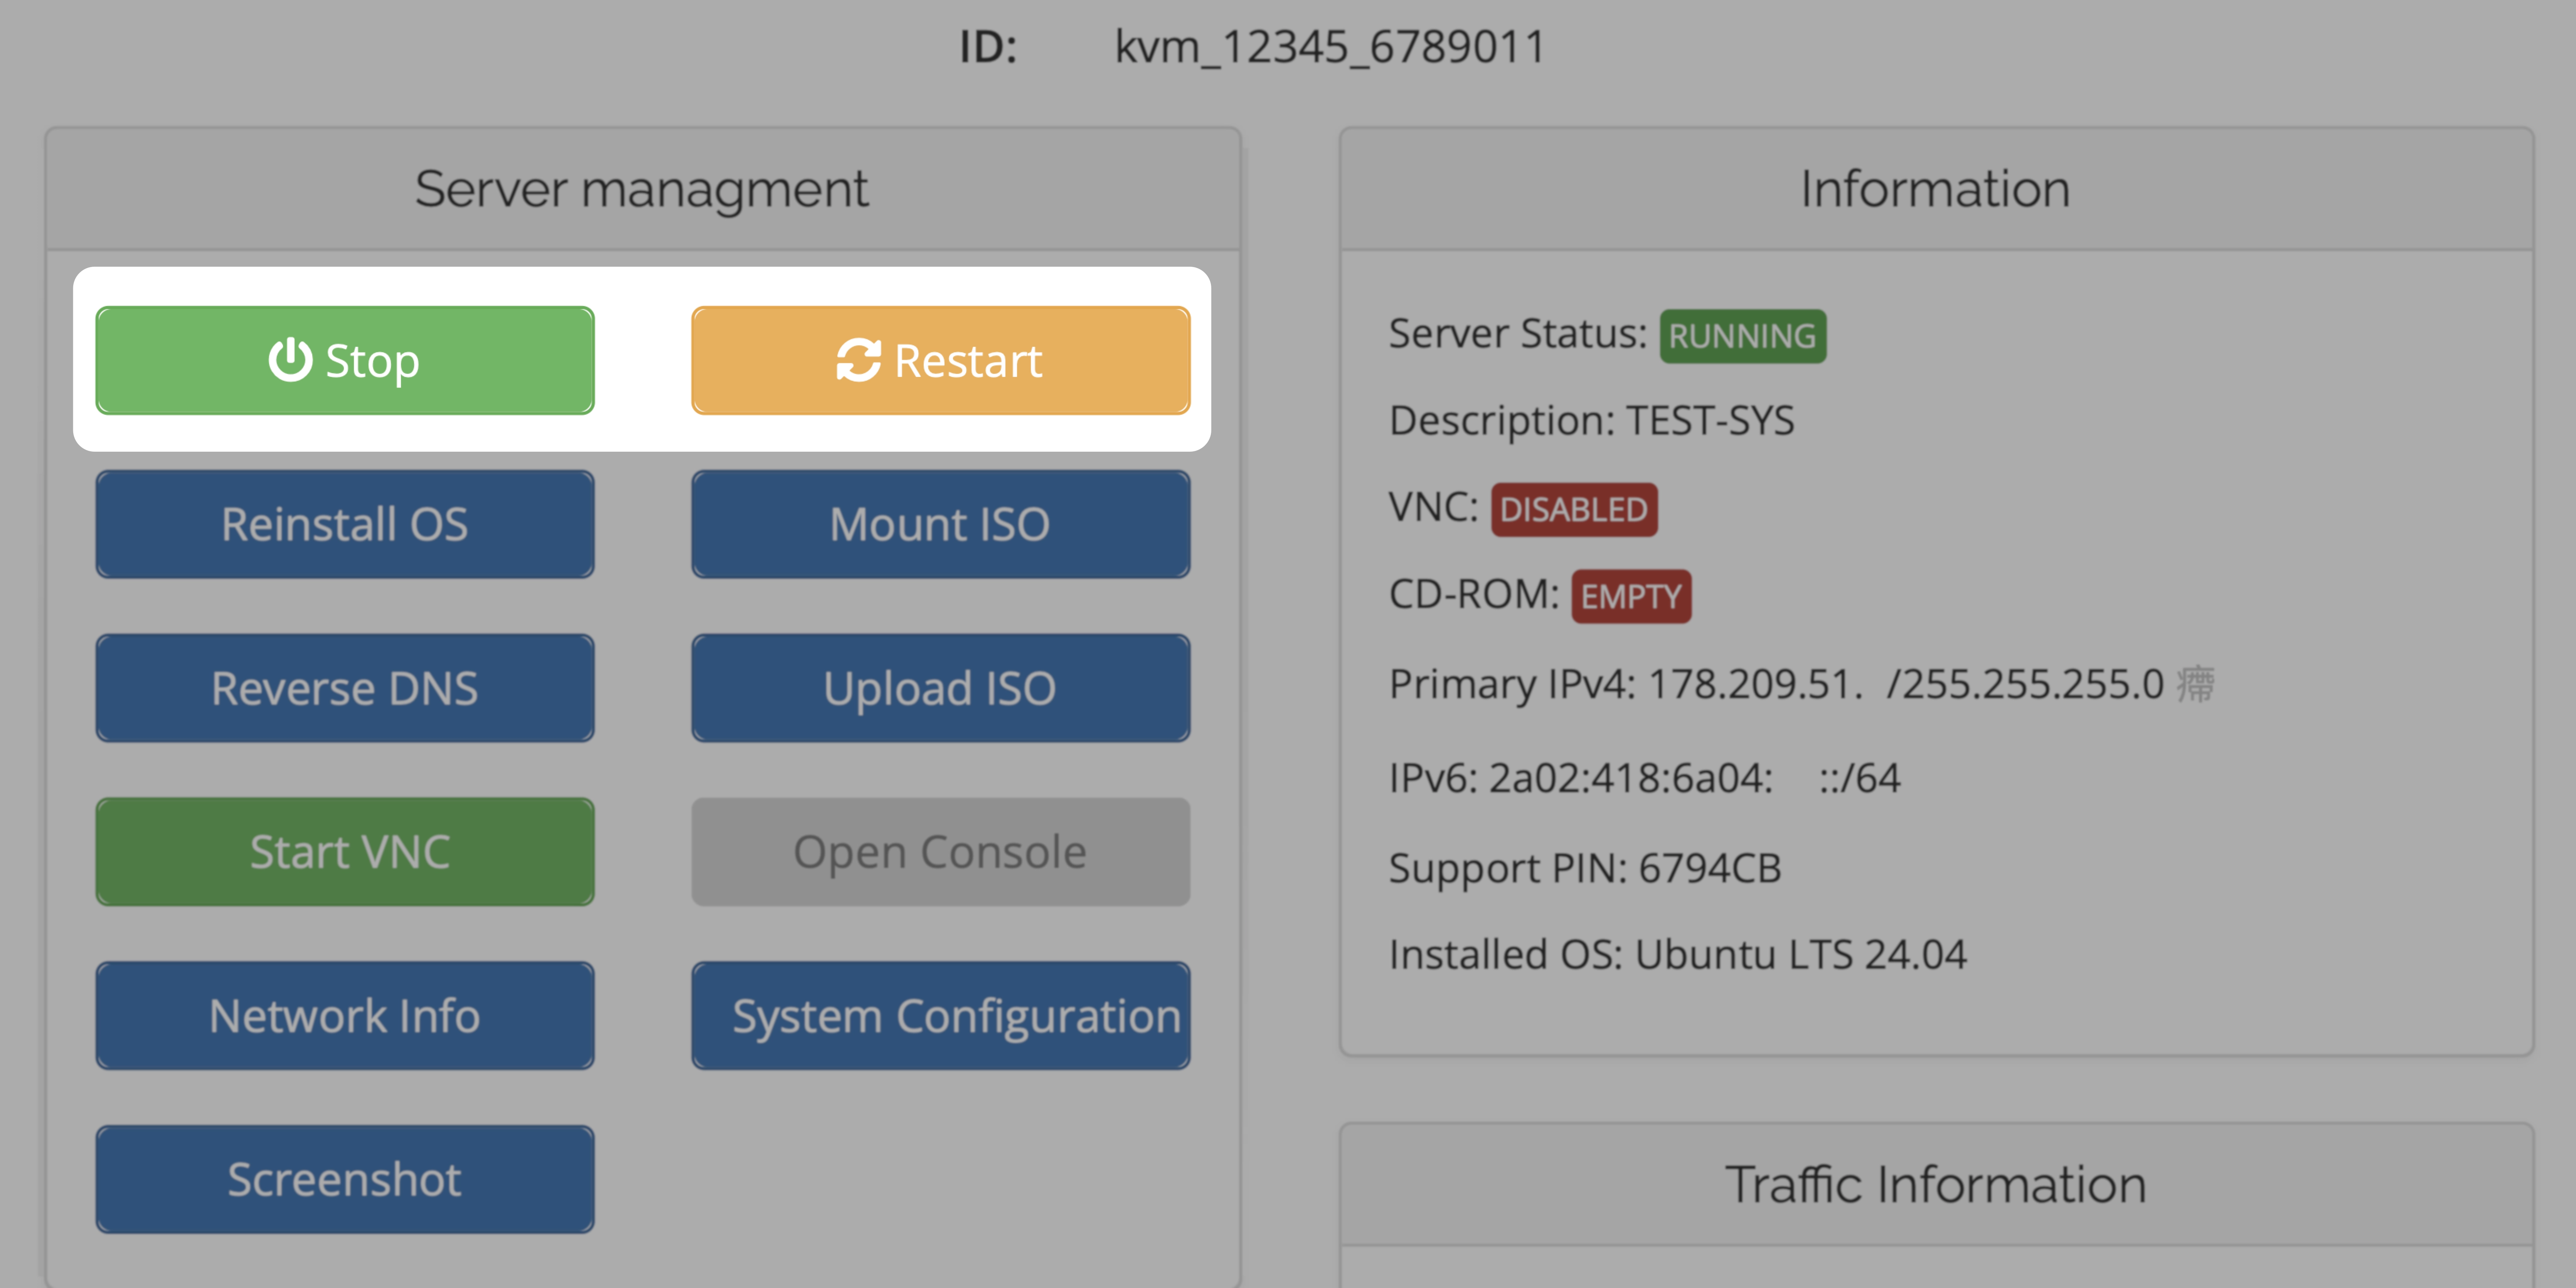 ID: kvm_12345_6789011
Server managment
Stop
Restart
Reinstall OS
Mount ISO
Reverse DNS
Upload ISO
Start VNC
Open Console
Network Info
System Configuration
Screenshot
Information
Server Status: RUNNING
Description: TEST-SYS
VNC: DISABLED
CD-ROM: EMPTY
Primary IPv4: 178.209.51. /255.255.255.0
IPv6: 2a02:418:6a04: ::/64
Support PIN: 6794CB
Installed OS: Ubuntu LTS 24.04
Traffic Information